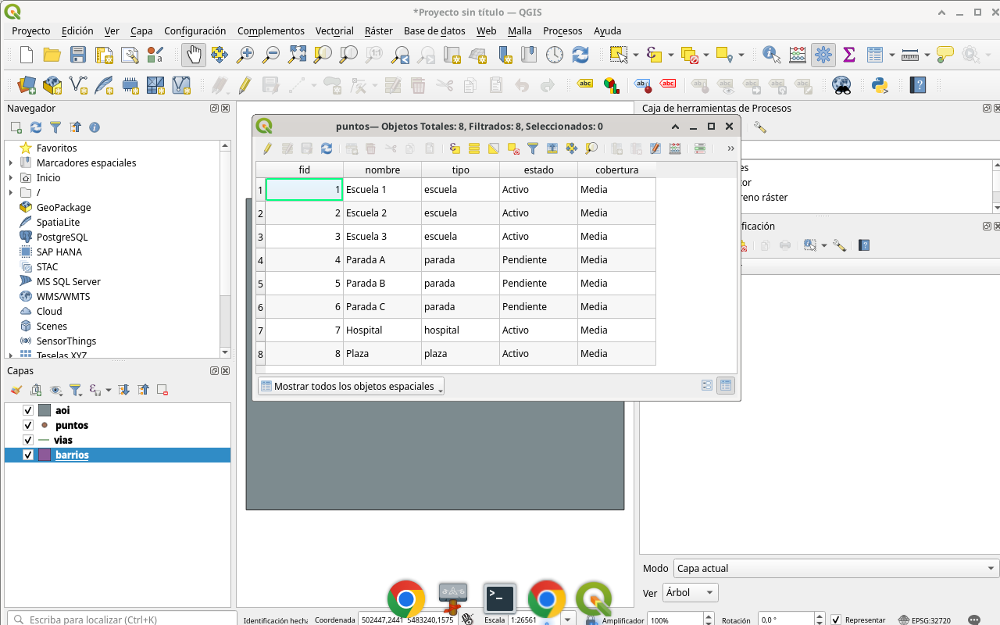 *Proyecto sin título — QGIS
Proyecto Edición Ver Capa Configuración Complementos Vectorial Ráster Base de datos Web Malla Procesos Ayuda
Navegador
Favoritos
Marcadores espaciales
Inicio
/
GeoPackage
SpatiaLite
PostgreSQL
SAP HANA
STAC
MS SQL Server
WMS/WMTS
Cloud
Scenes
SensorThings
Teselas XYZ
Capas
aoi
puntos
vias
barrios
puntos— Objetos Totales: 8, Filtrados: 8, Seleccionados: 0
fid nombre tipo estado cobertura
1 1 Escuela 1 escuela Activo Media
2 2 Escuela 2 escuela Activo Media
3 3 Escuela 3 escuela Activo Media
4 4 Parada A parada Pendiente Media
5 5 Parada B parada Pendiente Media
6 6 Parada C parada Pendiente Media
7 7 Hospital hospital Activo Media
8 8 Plaza plaza Activo Media
Mostrar todos los objetos espaciales
Caja de herramientas de Procesos
es
tor
reno ráster
ificación
Modo Capa actual
Ver Árbol
Escriba para localizar (Ctrl+K)
Identificación hecha Coordenada 502447,2441 5483240,1575 Escala 1:26561 Amplificador 100% Rotación 0,0 ° Representar EPSG:32720